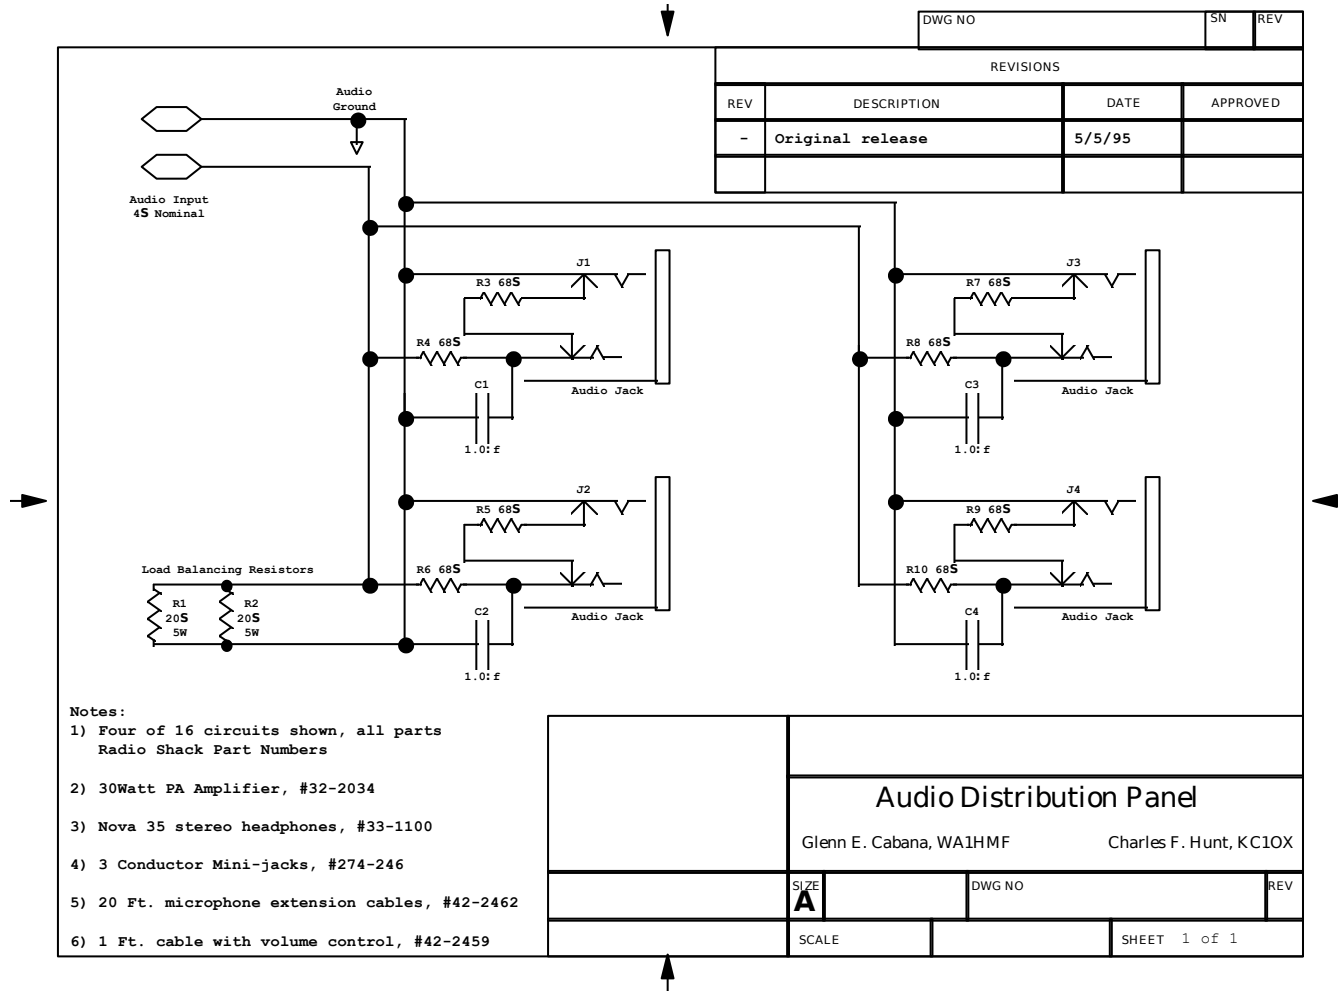 DWG NO
SN
REV
REVISIONS
REV
DESCRIPTION
DATE
APPROVED
-
Original release
5/5/95
Audio
Ground
Audio Input
4S Nominal
J1
R3 68S
R4 68S
C1
Audio Jack
1.0:f
J3
R7 68S
R8 68S
C3
Audio Jack
1.0:f
J2
R5 68S
R6 68S
C2
Audio Jack
1.0:f
J4
R9 68S
R10 68S
C4
Audio Jack
1.0:f
Load Balancing Resistors
R1
20S
5W
R2
20S
5W
Notes:
1) Four of 16 circuits shown, all parts
Radio Shack Part Numbers
2) 30Watt PA Amplifier, #32-2034
3) Nova 35 stereo headphones, #33-1100
4) 3 Conductor Mini-jacks, #274-246
5) 20 Ft. microphone extension cables, #42-2462
6) 1 Ft. cable with volume control, #42-2459
Audio Distribution Panel
Glenn E. Cabana, WA1HMF
Charles F. Hunt, KC1OX
SIZE
A
DWG NO
REV
SCALE
SHEET 1 of 1